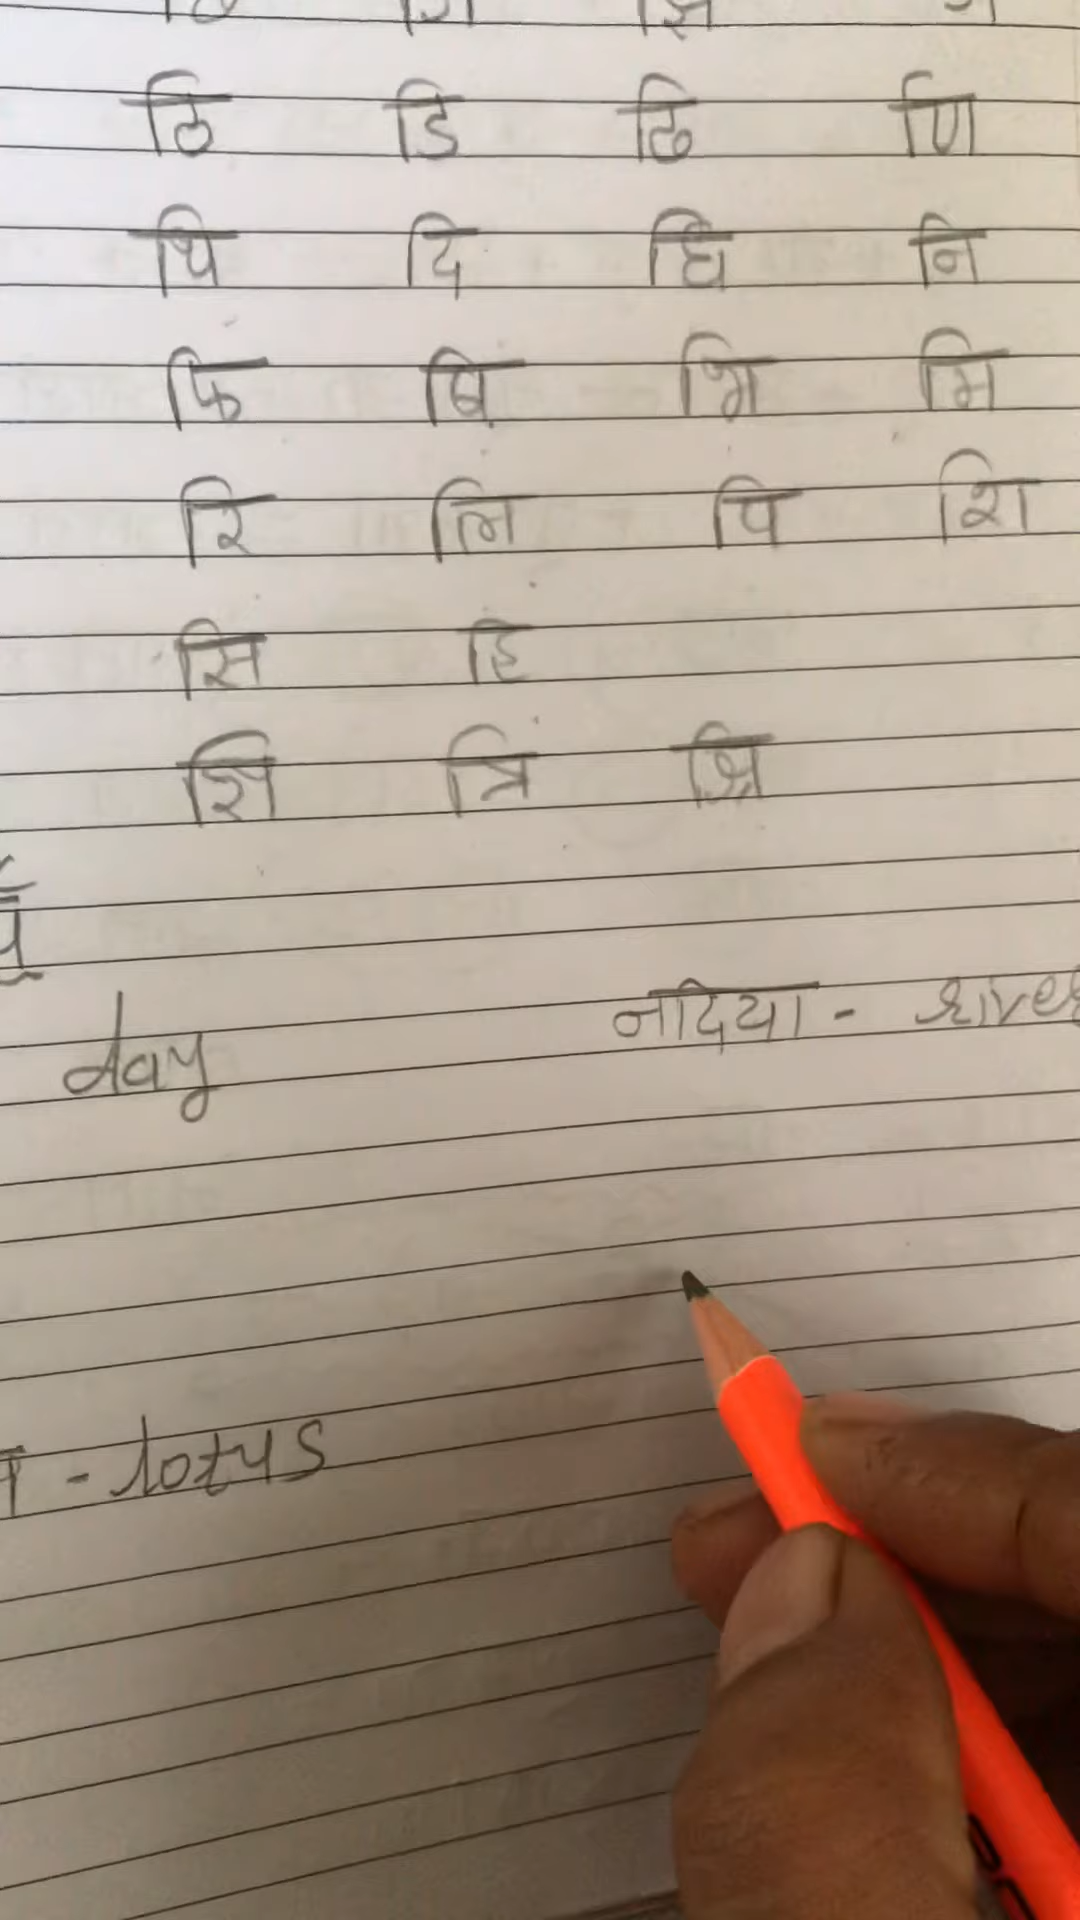 ठि डि ढि णि
थि दि धि नि
फि बि भि मि
रि लि वि शि
सि हि
त्रि श्रि
day नदिया - river
- lotus